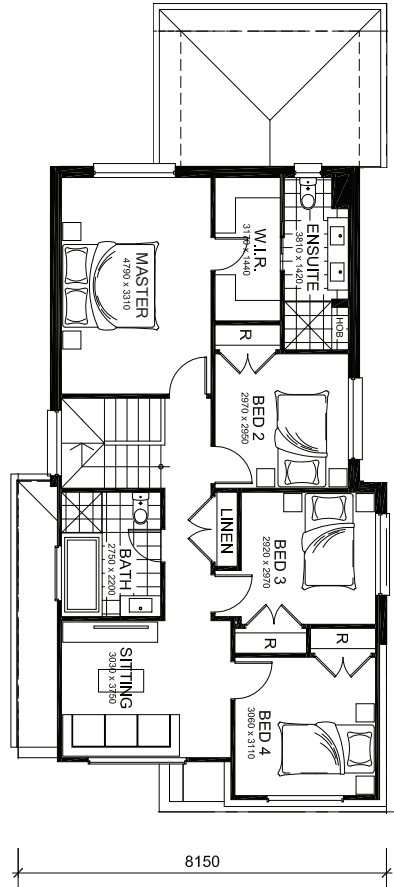 MASTER
4790 x 3310
W.I.R.
3170 x 1440
ENSUITE
3810 x 1420
HOB
R
BED 2
2970 x 2950
LINEN
BED 3
2920 x 2970
BATH
2750 x 2200
R
R
SITTING
3030 x 3750
BED 4
3060 x 3110
8150